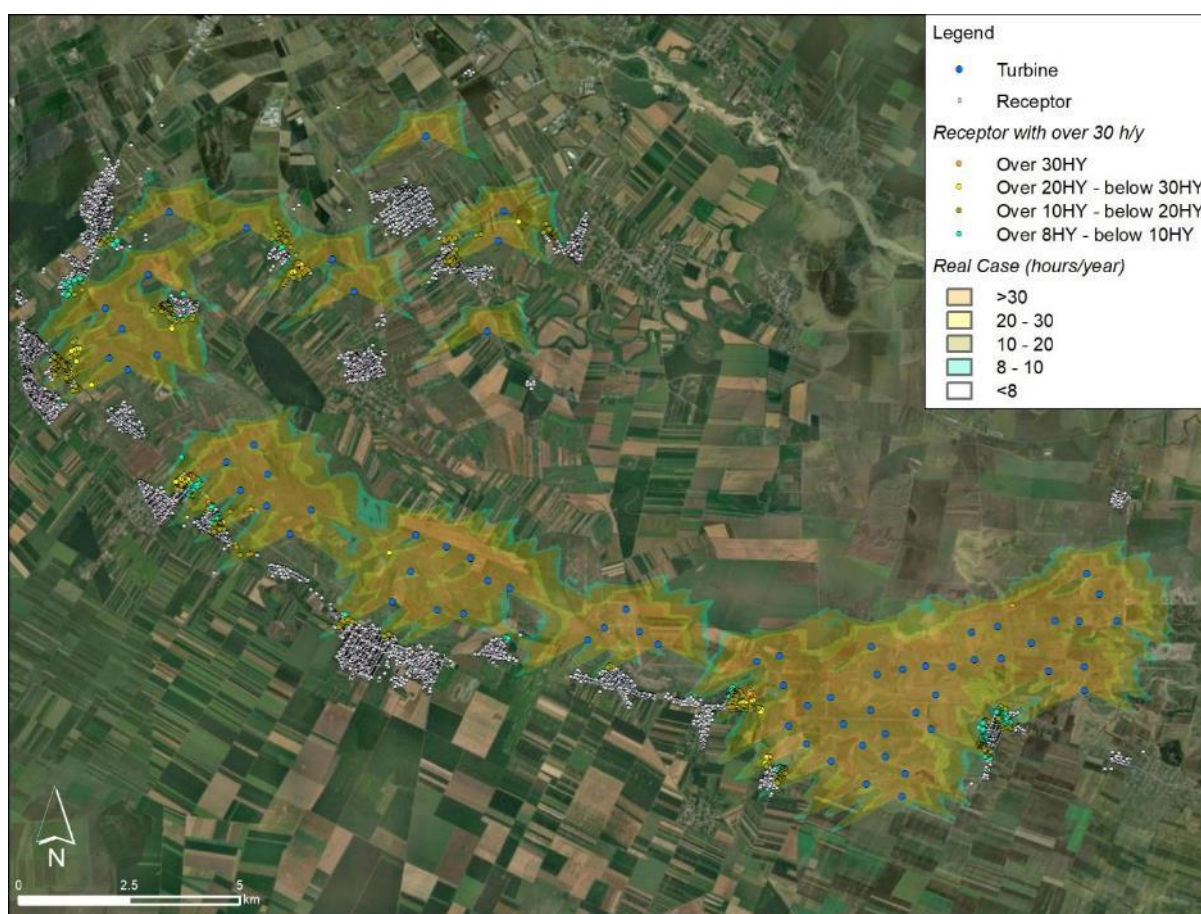 Legend
Turbine
Receptor
Receptor with over 30 h/y
Over 30HY
Over 20HY - below 30HY
Over 10HY - below 20HY
Over 8HY - below 10HY
Real Case (hours/year)
>30
20 - 30
10 - 20
8 - 10
<8
N
0 2.5 5
km